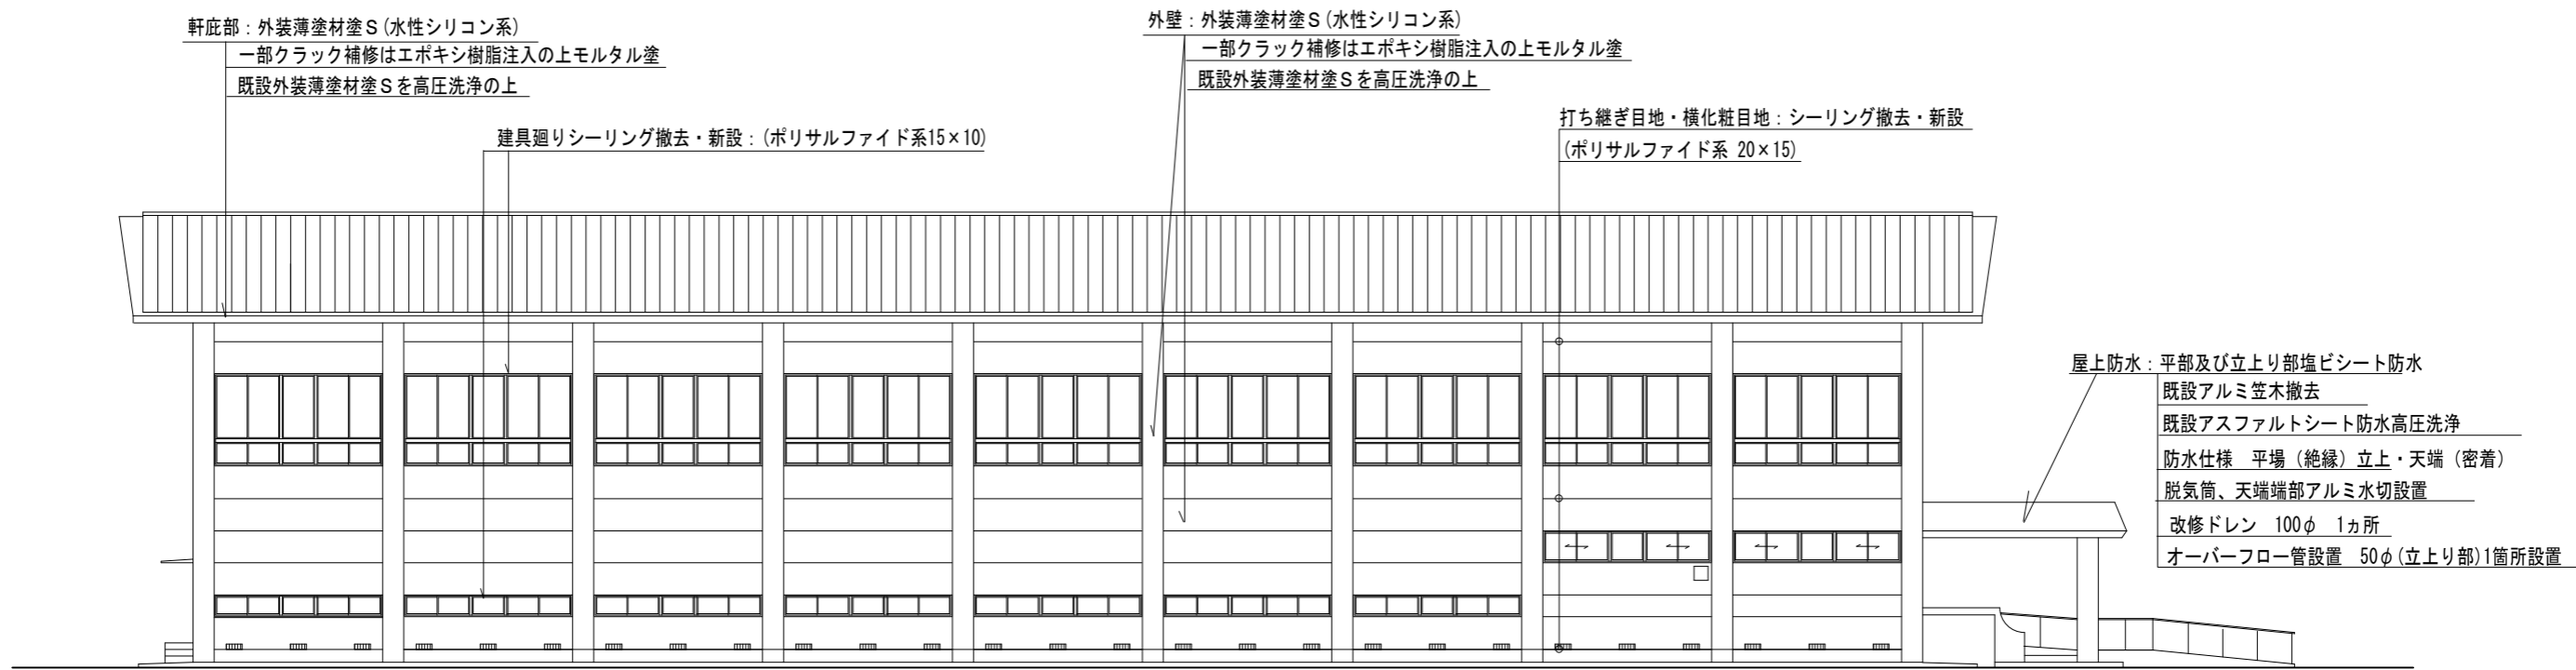 軒庇部：外装薄塗材塗Ｓ(水性シリコン系)
一部クラック補修はエポキシ樹脂注入の上モルタル塗
既設外装薄塗材塗Ｓを高圧洗浄の上
建具廻りシーリング撤去・新設：(ポリサルファイド系15×10)
外壁：外装薄塗材塗Ｓ(水性シリコン系)
一部クラック補修はエポキシ樹脂注入の上モルタル塗
既設外装薄塗材塗Ｓを高圧洗浄の上
打ち継ぎ目地・横化粧目地：シーリング撤去・新設
(ポリサルファイド系 20×15)
屋上防水：平部及び立上り部塩ビシート防水
既設アルミ笠木撤去
既設アスファルトシート防水高圧洗浄
防水仕様　平場（絶縁）立上・天端（密着）
脱気筒、天端端部アルミ水切設置
改修ドレン　100φ　1ヵ所
オーバーフロー管設置　50φ(立上り部)1箇所設置